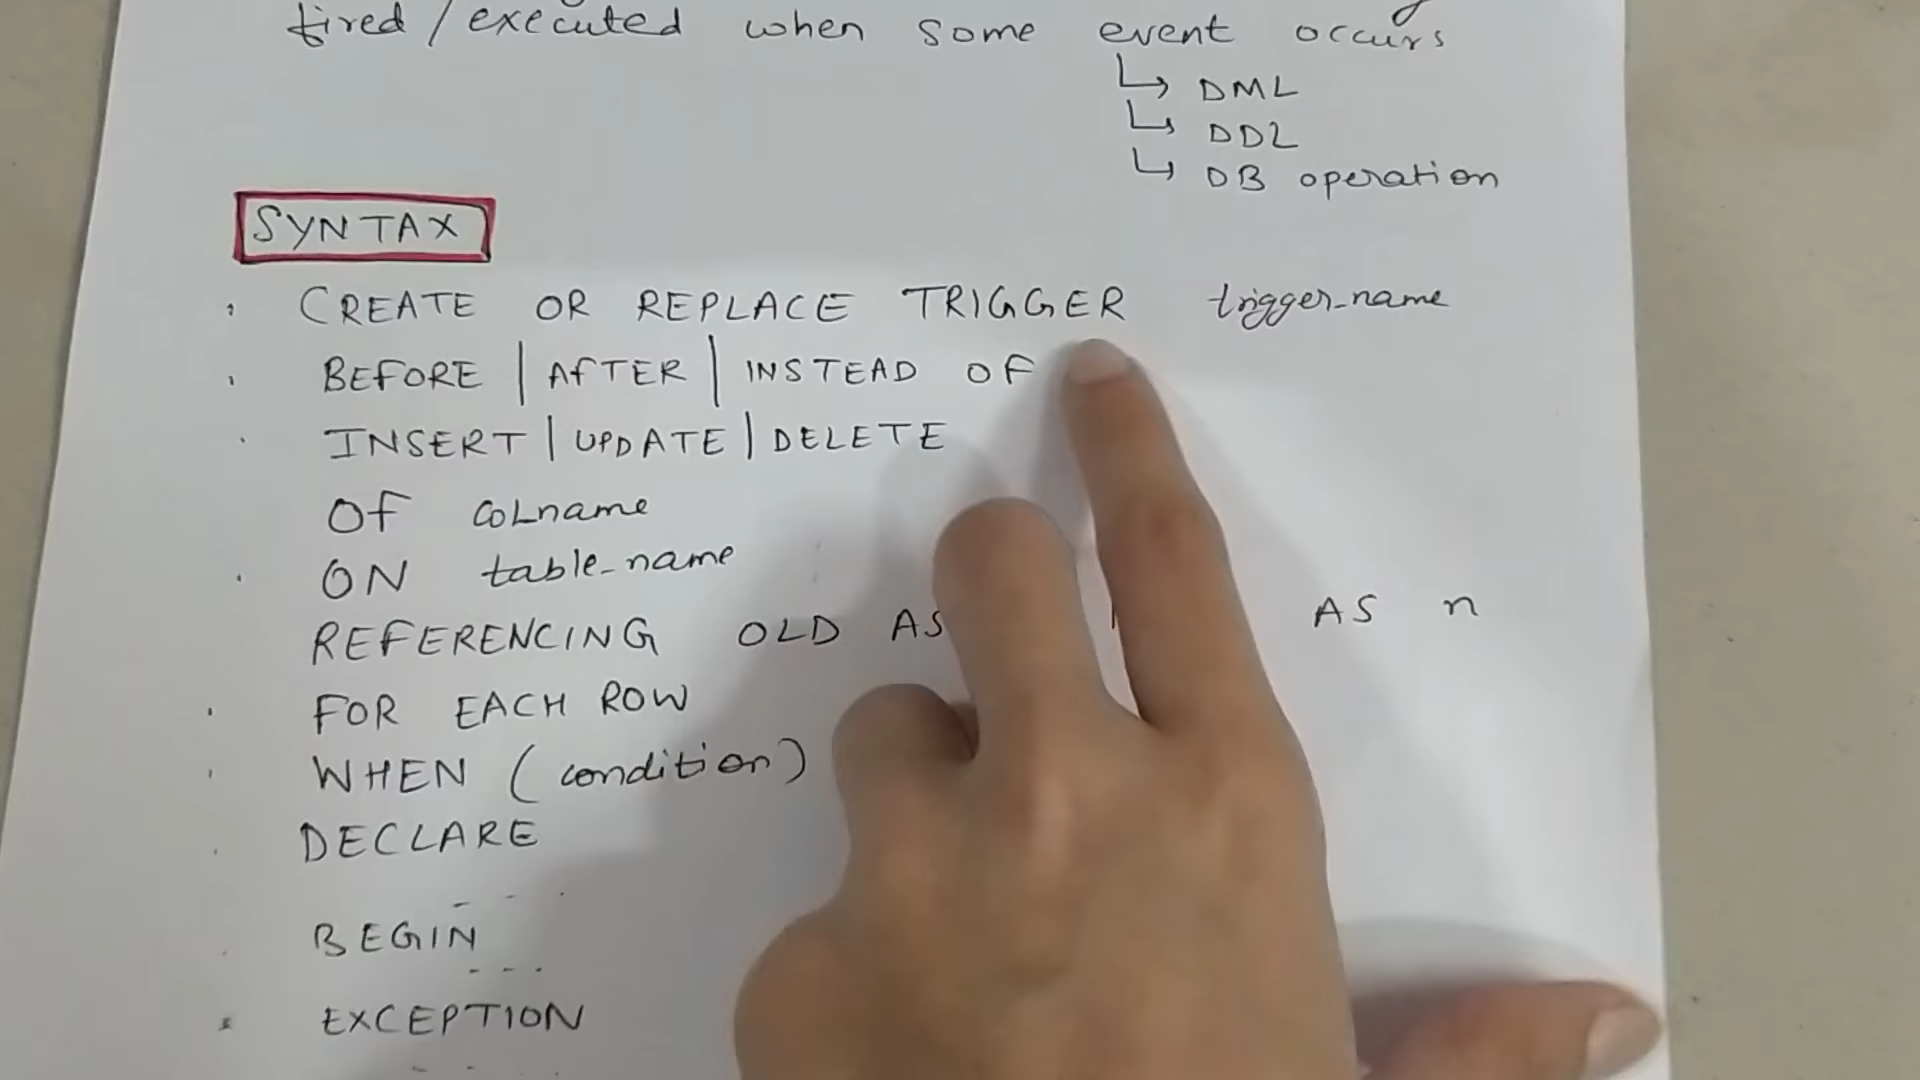 fired / executed when some event occurs
DML
DDL
DB operation
SYNTAX
CREATE OR REPLACE TRIGGER trigger_name
BEFORE | AFTER | INSTEAD OF
INSERT | UPDATE | DELETE
OF colname
ON table_name
REFERENCING OLD AS AS n
FOR EACH ROW
WHEN (condition)
DECLARE
- - -
BEGIN
- - -
EXCEPTION